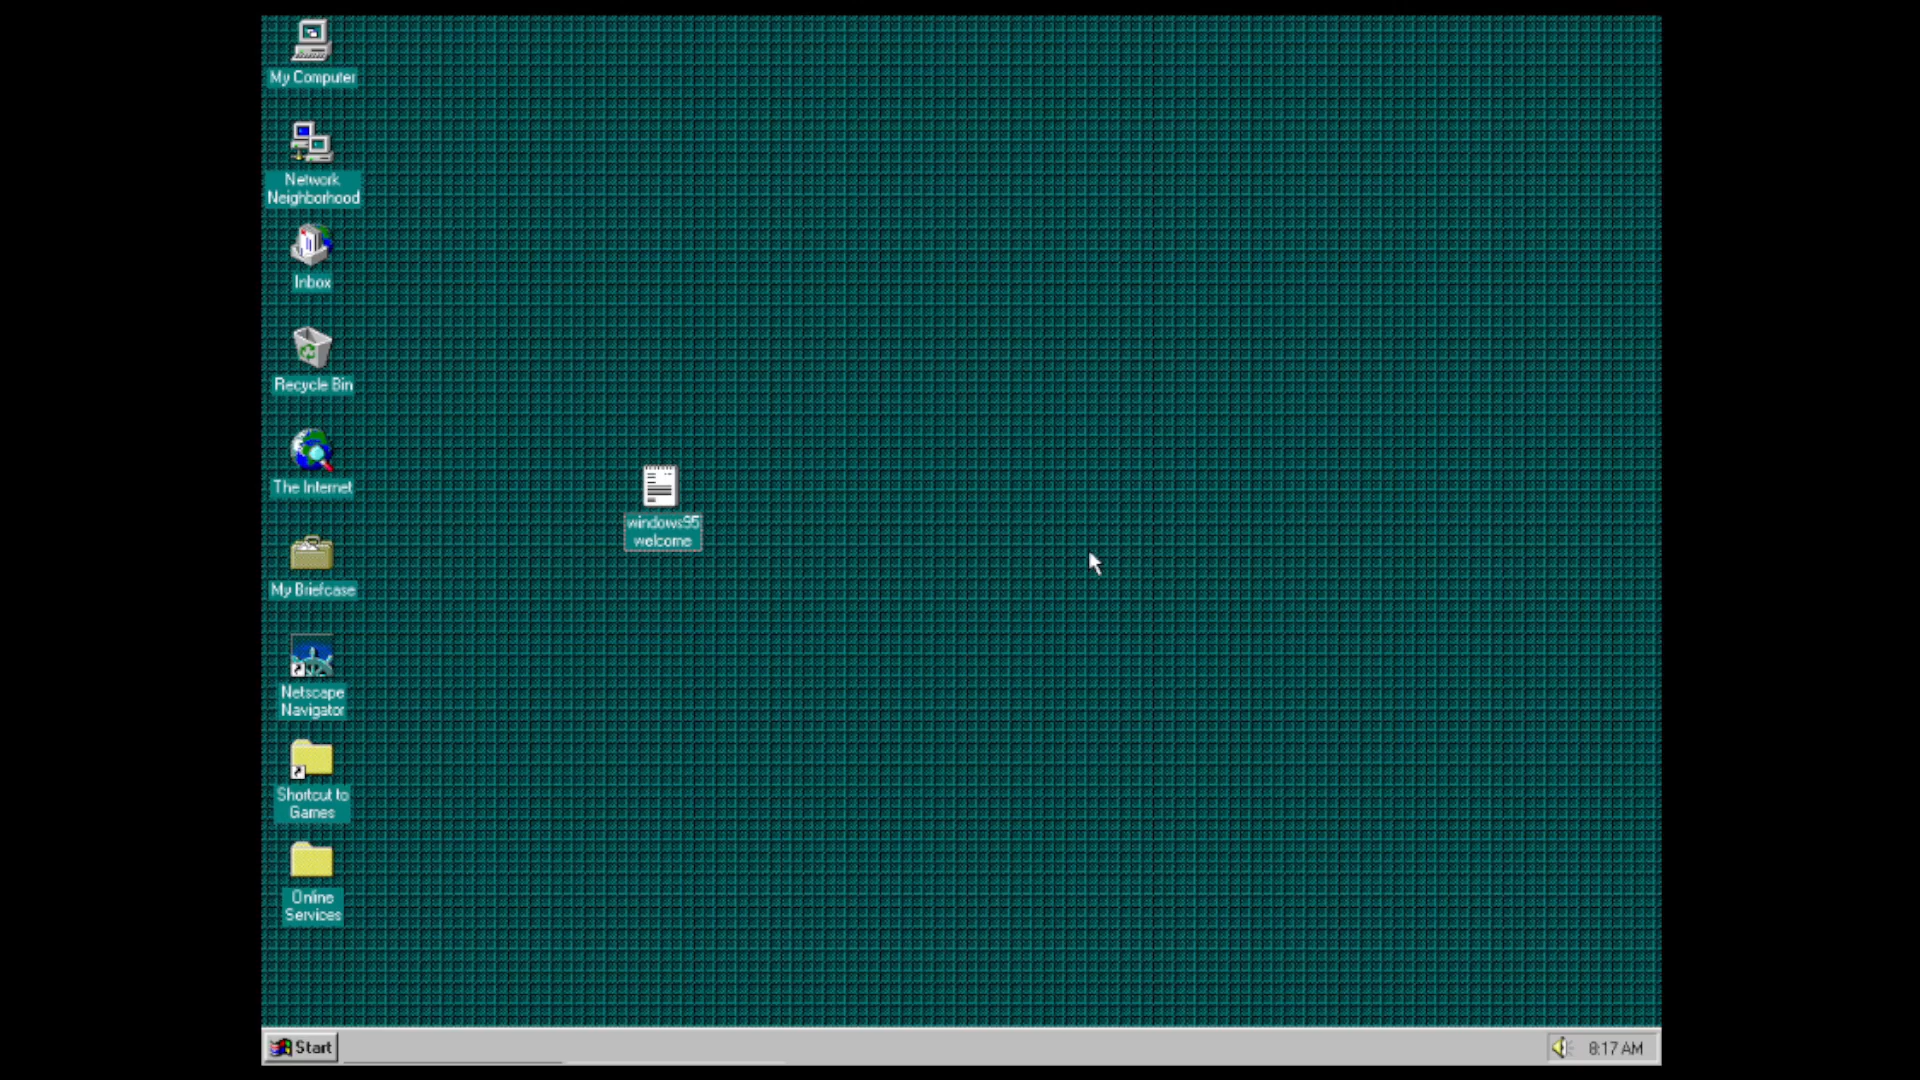 My Computer
Network
Neighborhood
Inbox
Recycle Bin
The Internet
My Briefcase
Netscape
Navigator
Shortcut to
Games
Online
Services
windows95
welcome
Start
8:17 AM